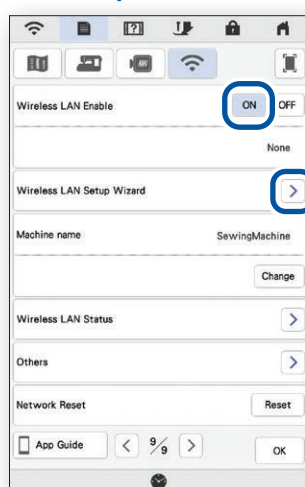 Wireless LAN Enable ON OFF
None
Wireless LAN Setup Wizard >
Machine name SewingMachine
Change
Wireless LAN Status >
Others >
Network Reset Reset
App Guide < 9/9 > OK